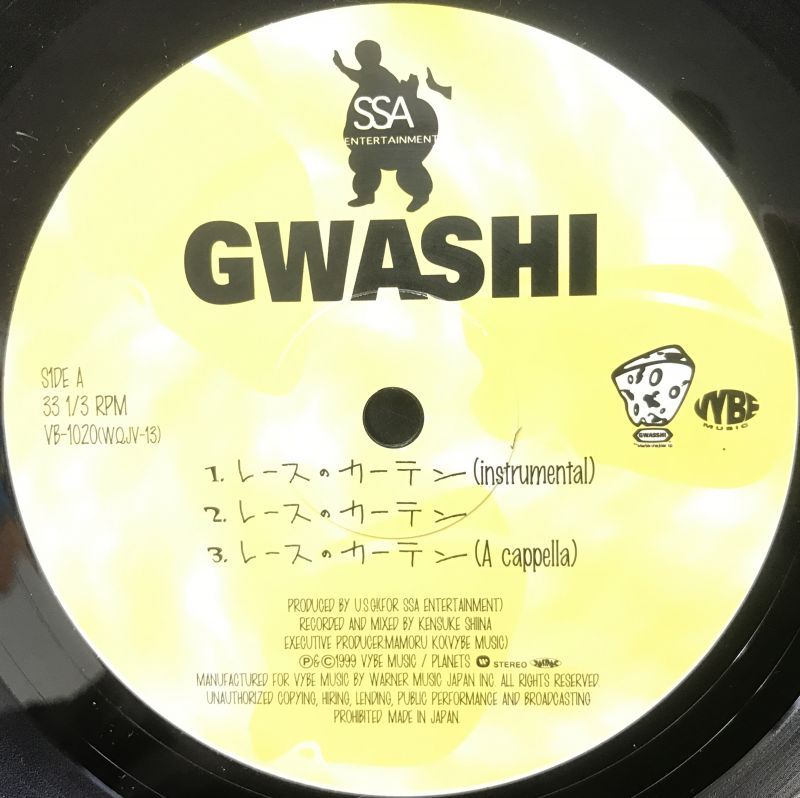 SSA
ENTERTAINMENT
GWASHI
SIDE A
33 1/3 RPM
VB-1020(WQJV-13)
GWASSHI
VYBE
MUSIC
1. レースのカーテン (instrumental)
2. レースのカーテン
3. レースのカーテン (A cappella)
PRODUCED BY U.S.G.(FOR SSA ENTERTAINMENT)
RECORDED AND MIXED BY KENSUKE SHIINA
EXECUTIVE PRODUCER:MAMORU KO(VYBE MUSIC)
Ⓟ&©1999 VYBE MUSIC / PLANETS STEREO
MANUFACTURED FOR VYBE MUSIC BY WARNER MUSIC JAPAN INC. ALL RIGHTS RESERVED.
UNAUTHORIZED COPYING, HIRING, LENDING, PUBLIC PERFORMANCE AND BROADCASTING
PROHIBITED. MADE IN JAPAN.